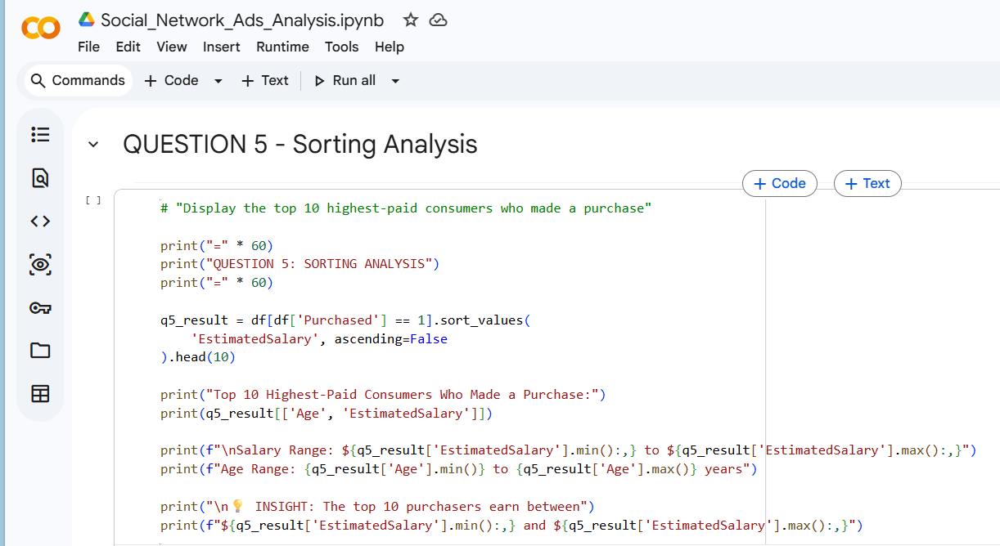 Social_Network_Ads_Analysis.ipynb
File Edit View Insert Runtime Tools Help
Commands + Code + Text Run all
QUESTION 5 - Sorting Analysis
+ Code + Text
[ ]
# "Display the top 10 highest-paid consumers who made a purchase"
print("=" * 60)
print("QUESTION 5: SORTING ANALYSIS")
print("=" * 60)
q5_result = df[df['Purchased'] == 1].sort_values(
    'EstimatedSalary', ascending=False
).head(10)
print("Top 10 Highest-Paid Consumers Who Made a Purchase:")
print(q5_result[['Age', 'EstimatedSalary']])
print(f"\nSalary Range: ${q5_result['EstimatedSalary'].min():,} to ${q5_result['EstimatedSalary'].max():,}")
print(f"Age Range: {q5_result['Age'].min()} to {q5_result['Age'].max()} years")
print("\n💡 INSIGHT: The top 10 purchasers earn between")
print(f"${q5_result['EstimatedSalary'].min():,} and ${q5_result['EstimatedSalary'].max():,}")